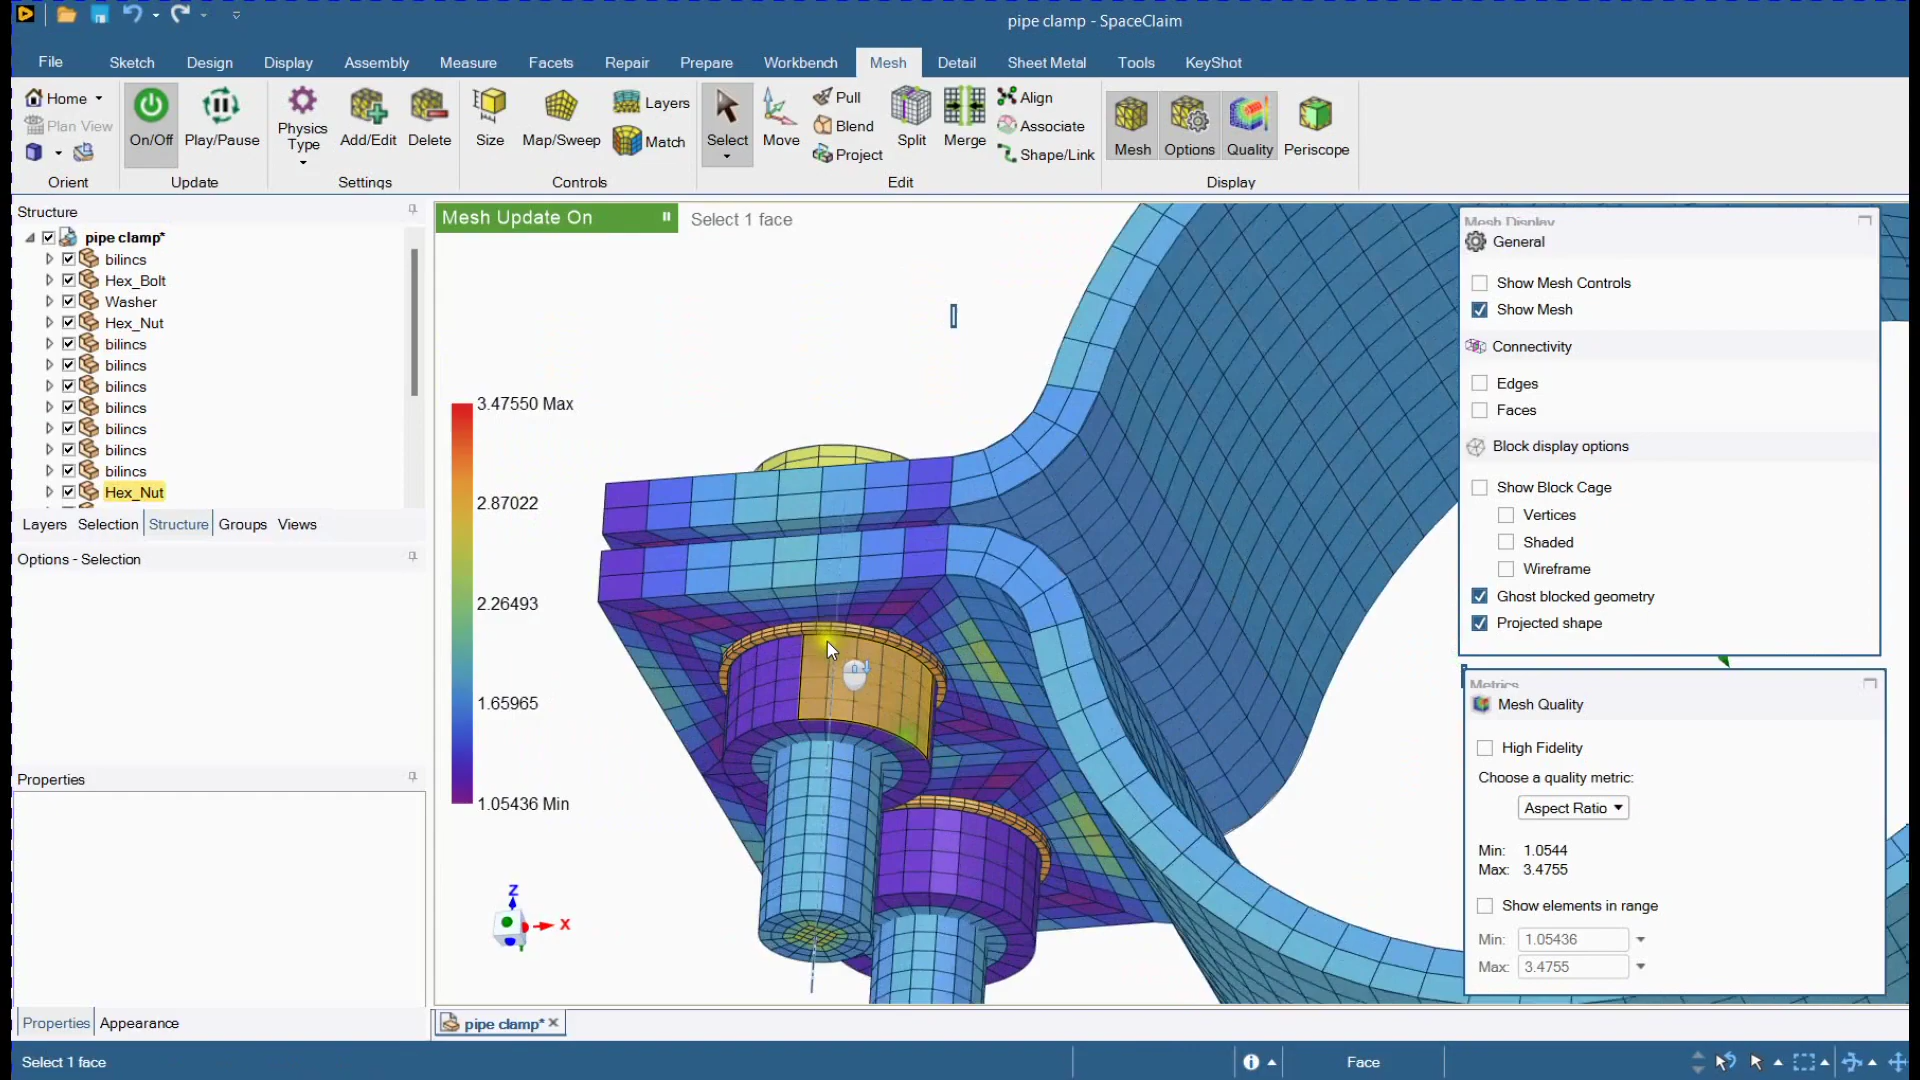 pipe clamp - SpaceClaim
File Sketch Design Display Assembly Measure Facets Repair Prepare Workbench Mesh Detail Sheet Metal Tools KeyShot
Home
Plan View
Orient
On/Off
Play/Pause
Update
Physics
Type
Add/Edit
Delete
Settings
Size
Map/Sweep
Layers
Match
Controls
Select
Move
Pull
Blend
Project
Split
Merge
Align
Associate
Shape/Link
Edit
Mesh
Options
Quality
Periscope
Display
Structure
pipe clamp*
bilincs
Hex_Bolt
Washer
Hex_Nut
bilincs
bilincs
bilincs
bilincs
bilincs
bilincs
bilincs
Hex_Nut
Layers Selection Structure Groups Views
Options - Selection
Properties
Properties Appearance
Mesh Update On
Select 1 face
3.47550 Max
2.87022
2.26493
1.65965
1.05436 Min
Z
X
Mesh Display
General
Show Mesh Controls
Show Mesh
Connectivity
Edges
Faces
Block display options
Show Block Cage
Vertices
Shaded
Wireframe
Ghost blocked geometry
Projected shape
Metrics
Mesh Quality
High Fidelity
Choose a quality metric:
Aspect Ratio
Min: 1.0544
Max: 3.4755
Show elements in range
Min: 1.05436
Max: 3.4755
pipe clamp*
Select 1 face
Face